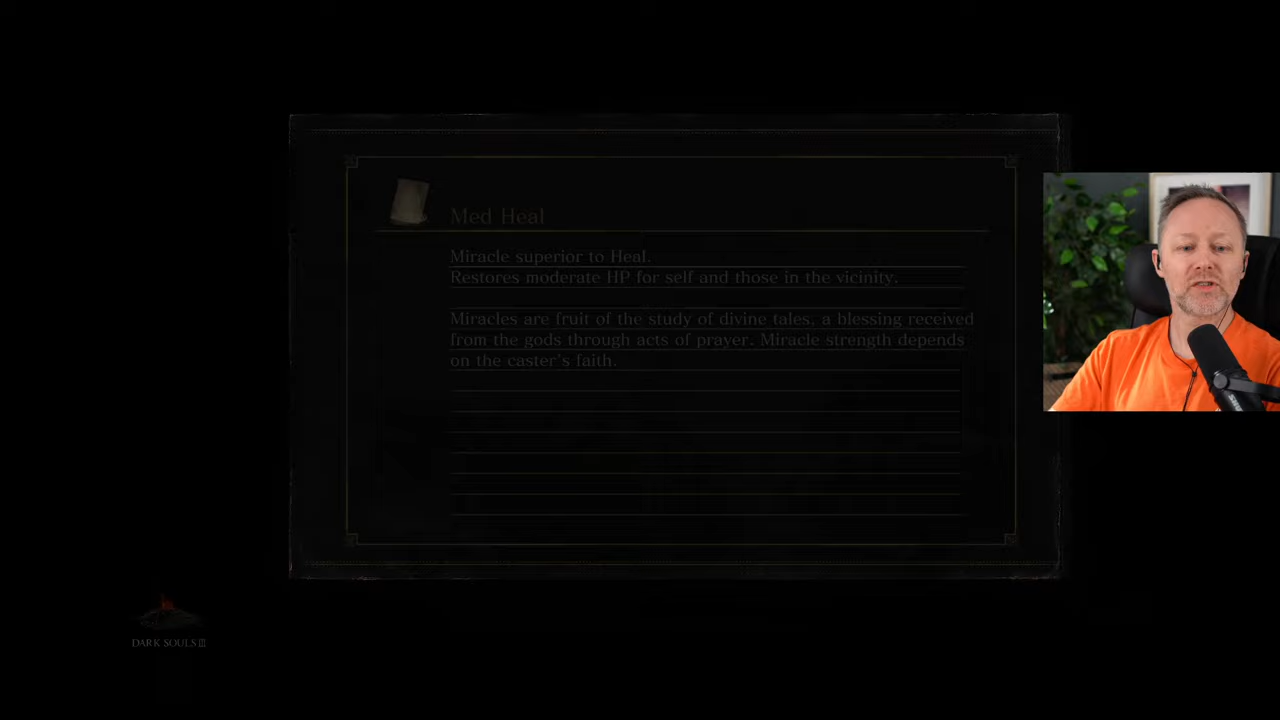 Med Heal
Miracle superior to Heal.
Restores moderate HP for self and those in the vicinity.
Miracles are fruit of the study of divine tales, a blessing received
from the gods through acts of prayer. Miracle strength depends
on the caster's faith.
DARK SOULS III